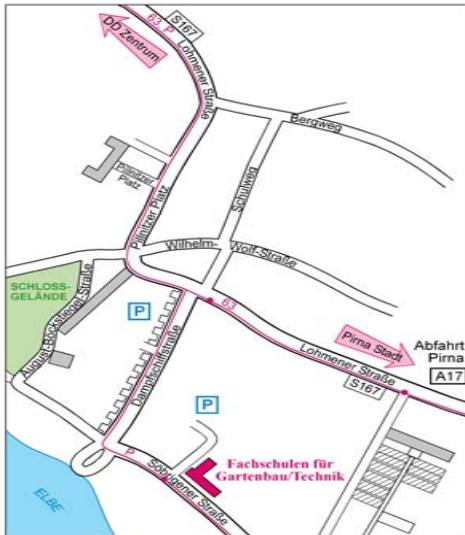 DD Zentrum
63, P
S167
Lohmener Straße
Bergweg
Pillnitzer
Platz
Pillnitzer Platz
Schulweg
Wilhelm-
Wolf-Straße
SCHLOSS-
GELÄNDE
August-Böckstiegel-Straße
P
Dampfschiffstraße
63
Pirna Stadt
Abfahrt
Pirna
A17
Lohmener Straße
S167
P
Fachschulen für
Gartenbau/Technik
P
Söbrigener Straße
ELBE